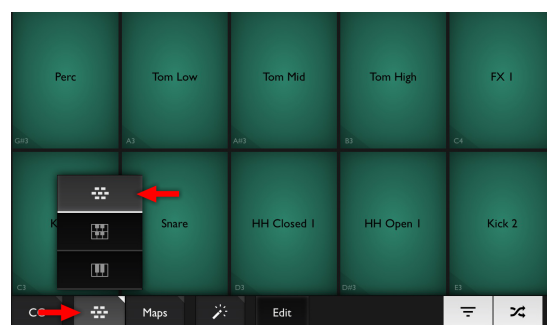 Perc
Tom Low
Tom Mid
Tom High
FX 1
G#3
A3
A#3
B3
C4
Snare
HH Closed 1
HH Open 1
Kick 2
C3
D3
D#3
E3
Maps
Edit